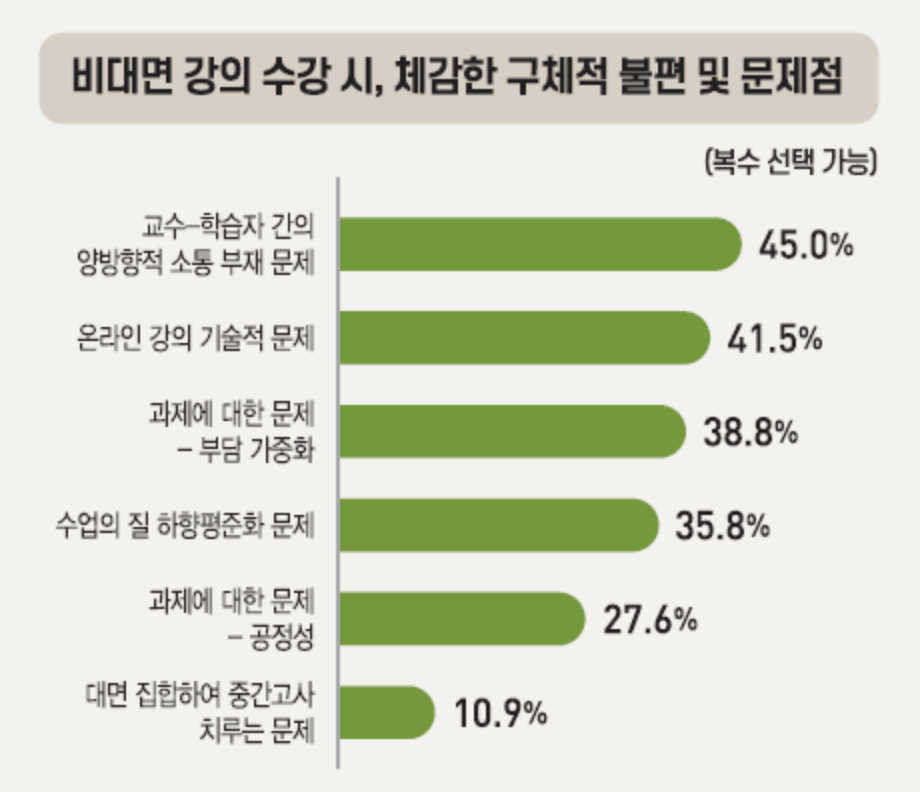 비대면 강의 수강 시, 체감한 구체적 불편 및 문제점
(복수 선택 가능)
교수-학습자 간의
양방향적 소통 부재 문제
45.0%
온라인 강의 기술적 문제
41.5%
과제에 대한 문제
- 부담 가중화
38.8%
수업의 질 하향평준화 문제
35.8%
과제에 대한 문제
- 공정성
27.6%
대면 집합하여 중간고사
치루는 문제
10.9%